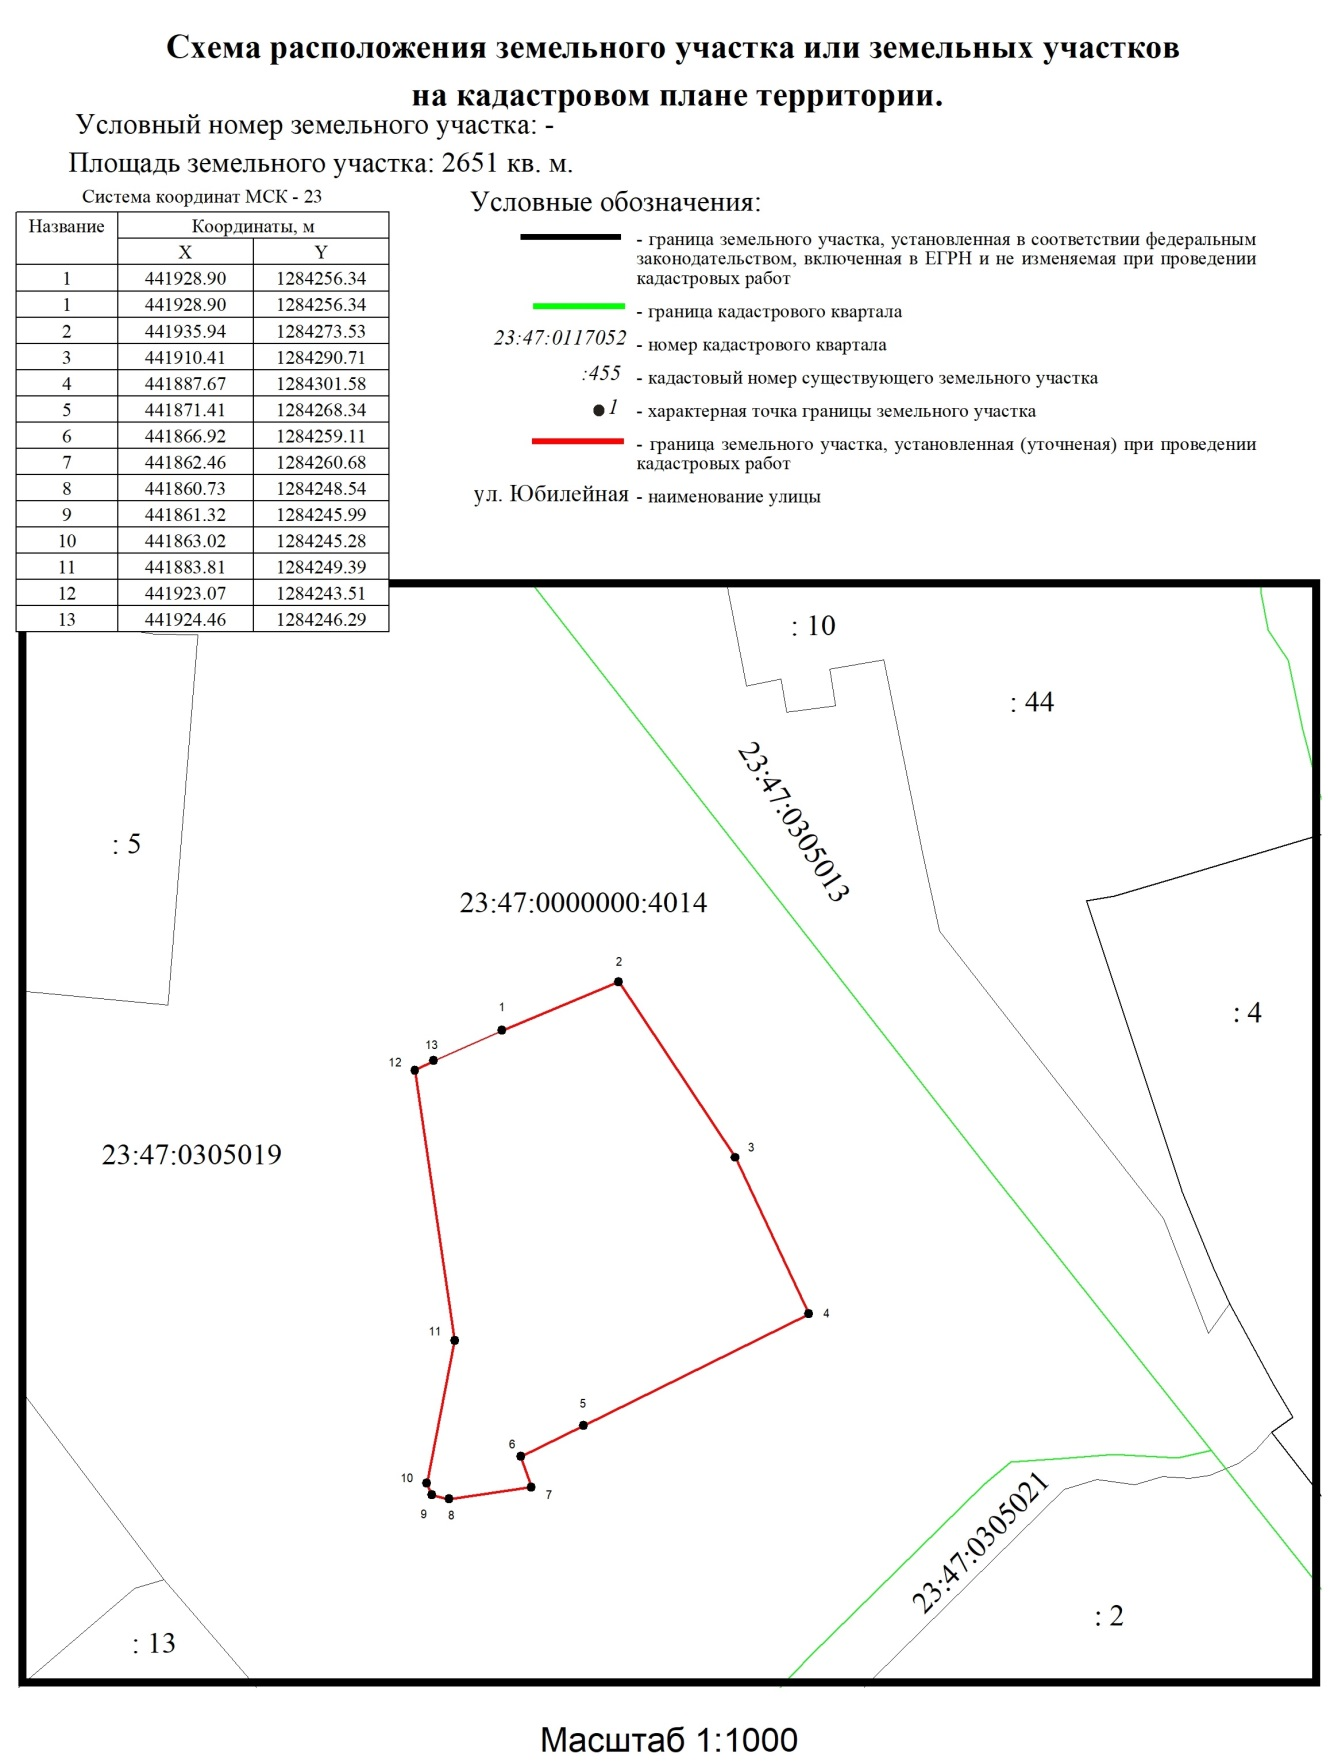 Схема расположения земельного участка или земельных участков
на кадастровом плане территории.
Условный номер земельного участка: -
Площадь земельного участка: 2651 кв. м.
Система координат МСК - 23
Название Координаты, м
X Y
1 441928.90 1284256.34
1 441928.90 1284256.34
2 441935.94 1284273.53
3 441910.41 1284290.71
4 441887.67 1284301.58
5 441871.41 1284268.34
6 441866.92 1284259.11
7 441862.46 1284260.68
8 441860.73 1284248.54
9 441861.32 1284245.99
10 441863.02 1284245.28
11 441883.81 1284249.39
12 441923.07 1284243.51
13 441924.46 1284246.29
Условные обозначения:
- граница земельного участка, установленная в соответствии федеральным
законодательством, включенная в ЕГРН и не изменяемая при проведении
кадастровых работ
- граница кадастрового квартала
23:47:0117052 - номер кадастрового квартала
:455 - кадастовый номер существующего земельного участка
1 - характерная точка границы земельного участка
- граница земельного участка, установленная (уточненая) при проведении
кадастровых работ
ул. Юбилейная - наименование улицы
: 10
: 44
23:47:0305013
: 5
23:47:0000000:4014
2
: 4
1
13
12
3
23:47:0305019
4
11
5
6
10
7
9
8
23:47:0305021
: 2
: 13
Масштаб 1:1000